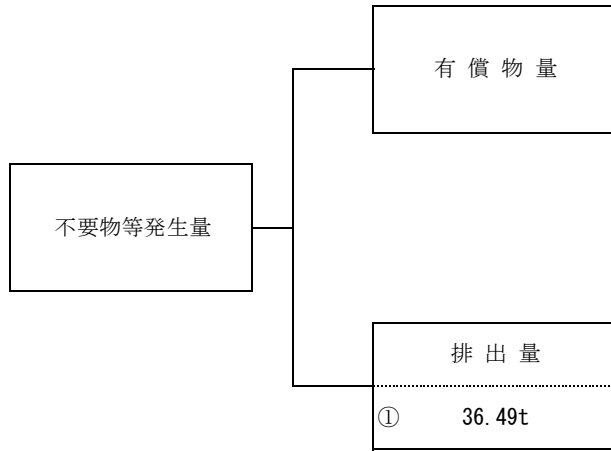 有 償 物 量
不要物等発生量
排 出 量
① 36.49t